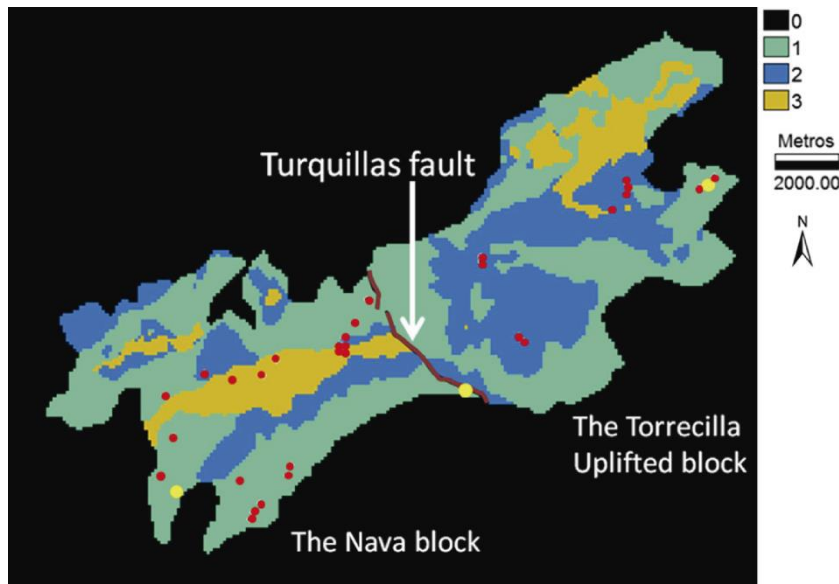 0
1
2
3
Metros
2000.00
N
Turquillas fault
The Torrecilla
Uplifted block
The Nava block